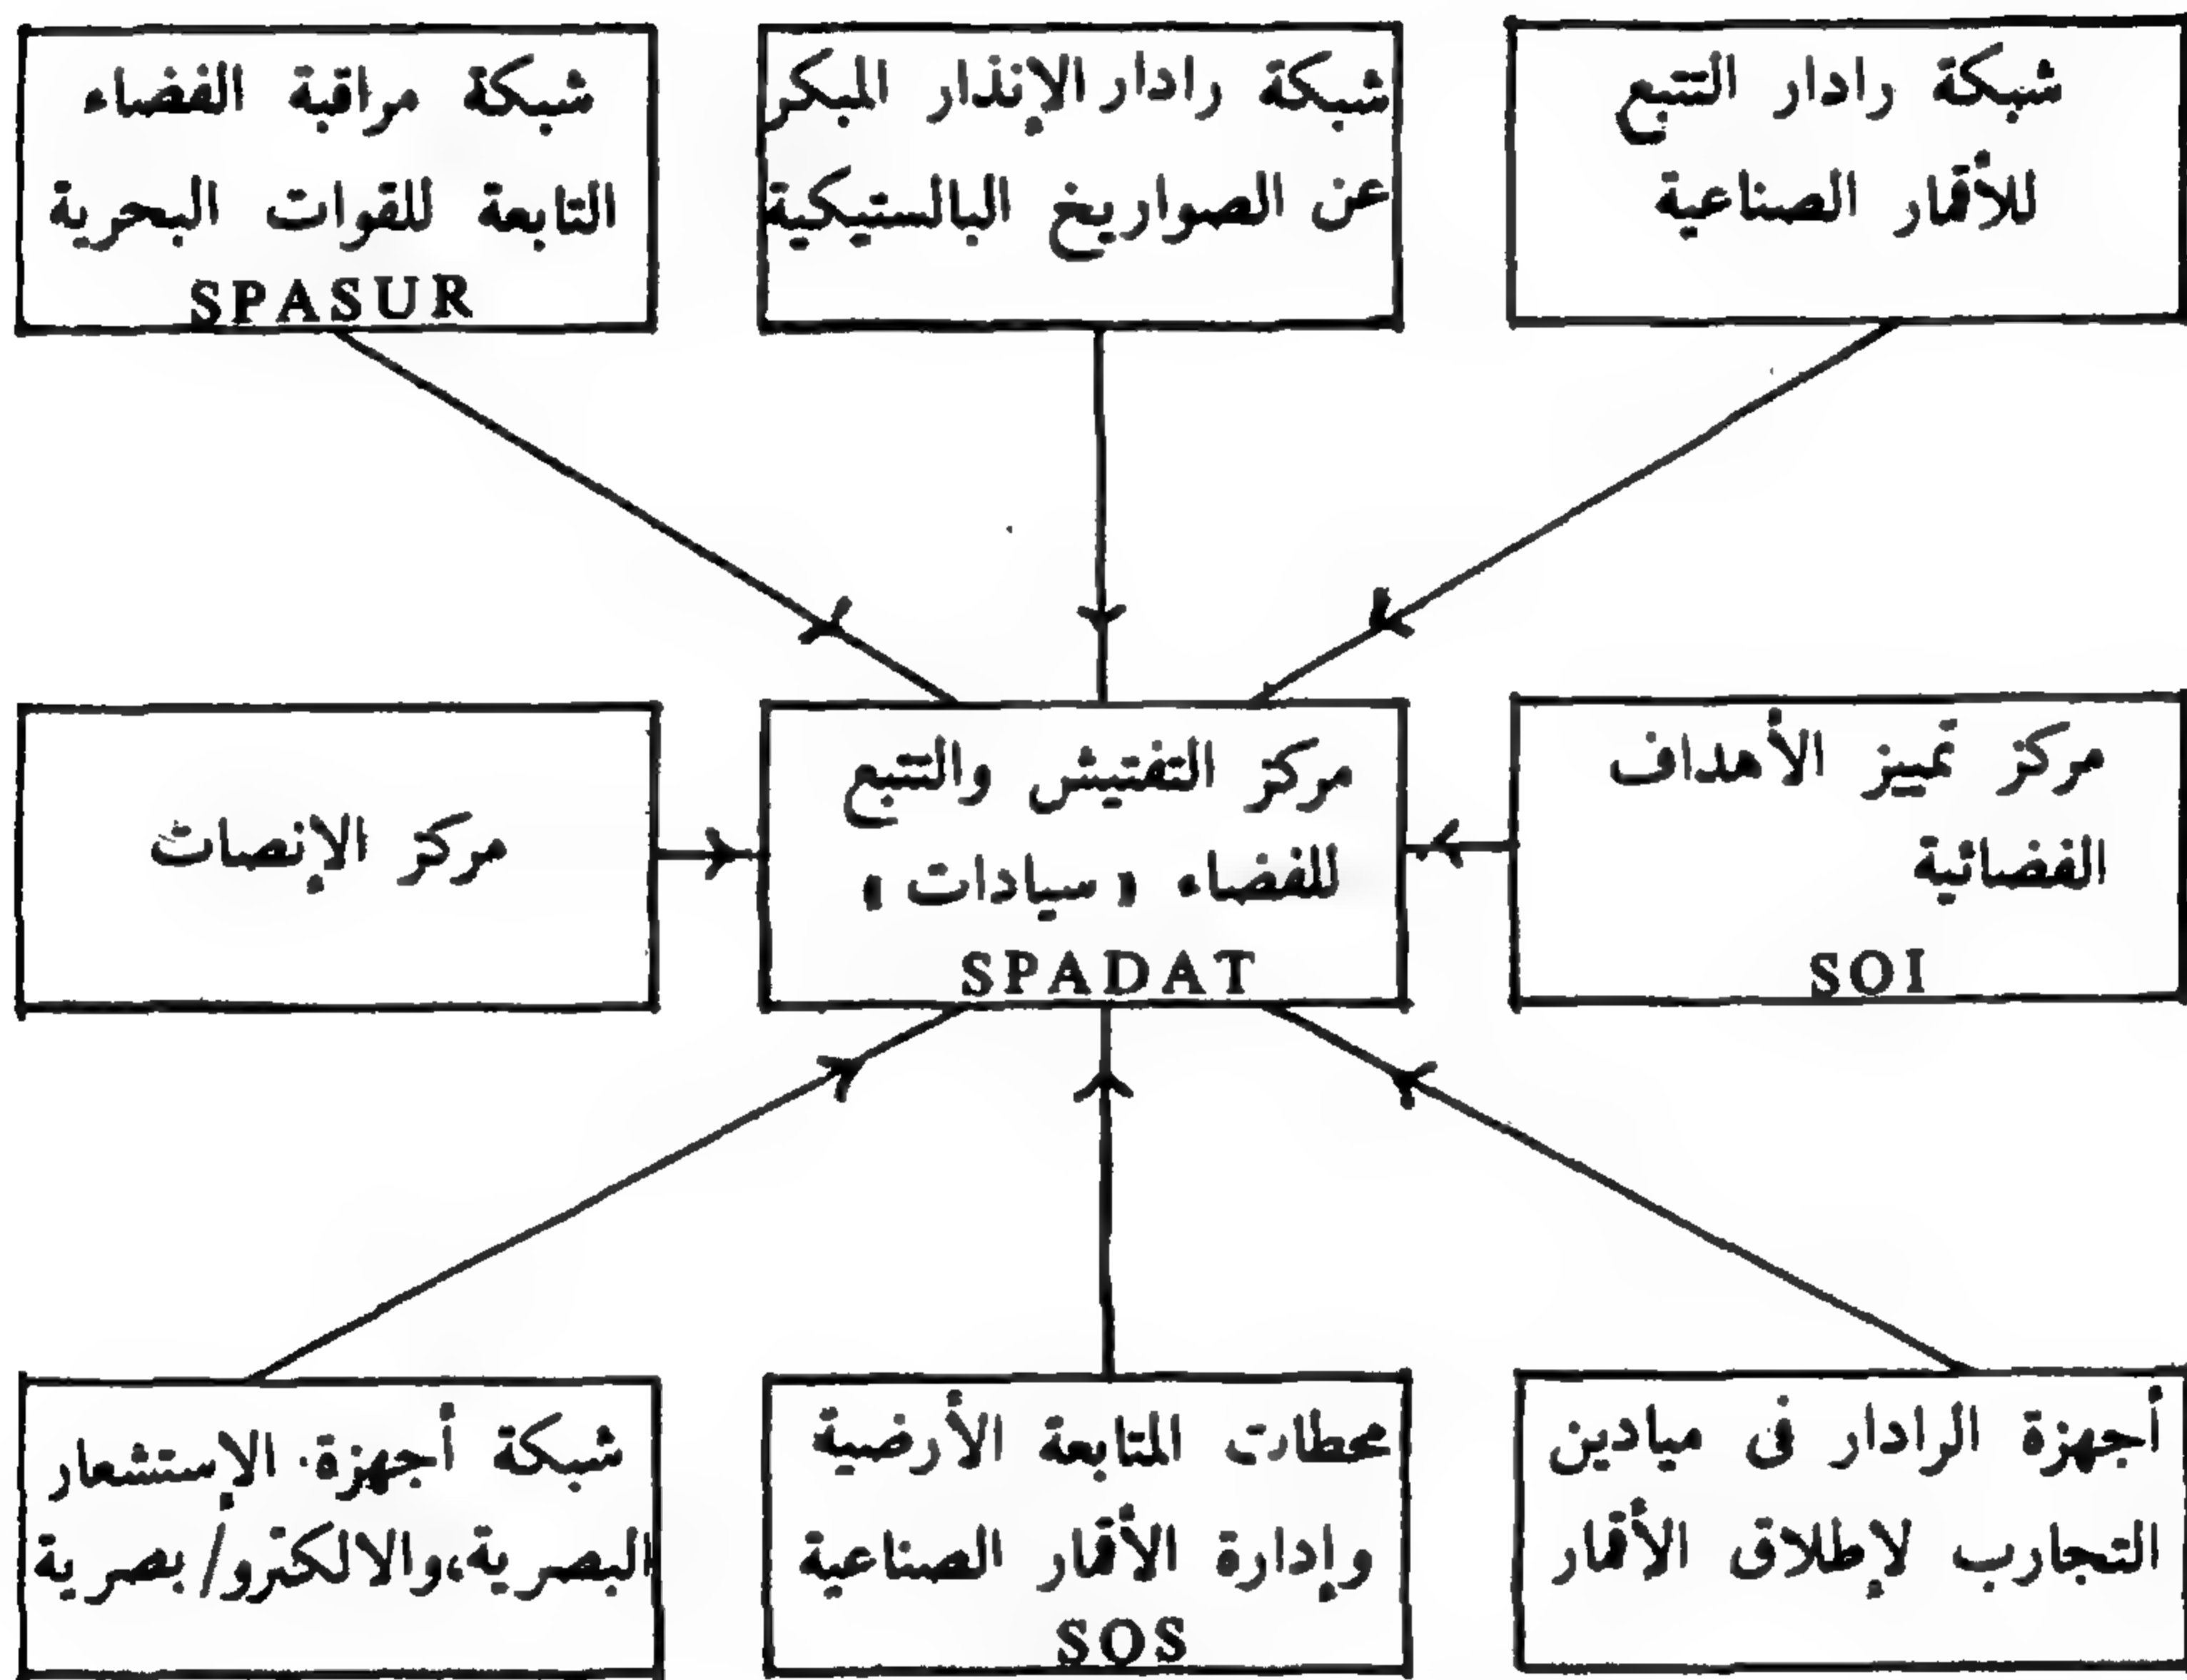 شبكة رادار التتبع
للأقمار الصناعية
شبكة رادار الإنذار المبكر
عن الصواريخ البالستيكية
شبكة مراقبة الفضاء
التابعة للقوات البحرية
SPASUR
مركز تمييز الأهداف
الفضائية
SOI
مركز التفتيش والتتبع
للفضاء «سيادات»
SPADAT
مركز الإنصات
أجهزة الرادار فى ميادين
التجارب لإطلاق الأقمار
محطات المتابعة الأرضية
وإدارة الأقمار الصناعية
SOS
شبكة أجهزة الإستشعار
البصرية، والالكترو/بصرية